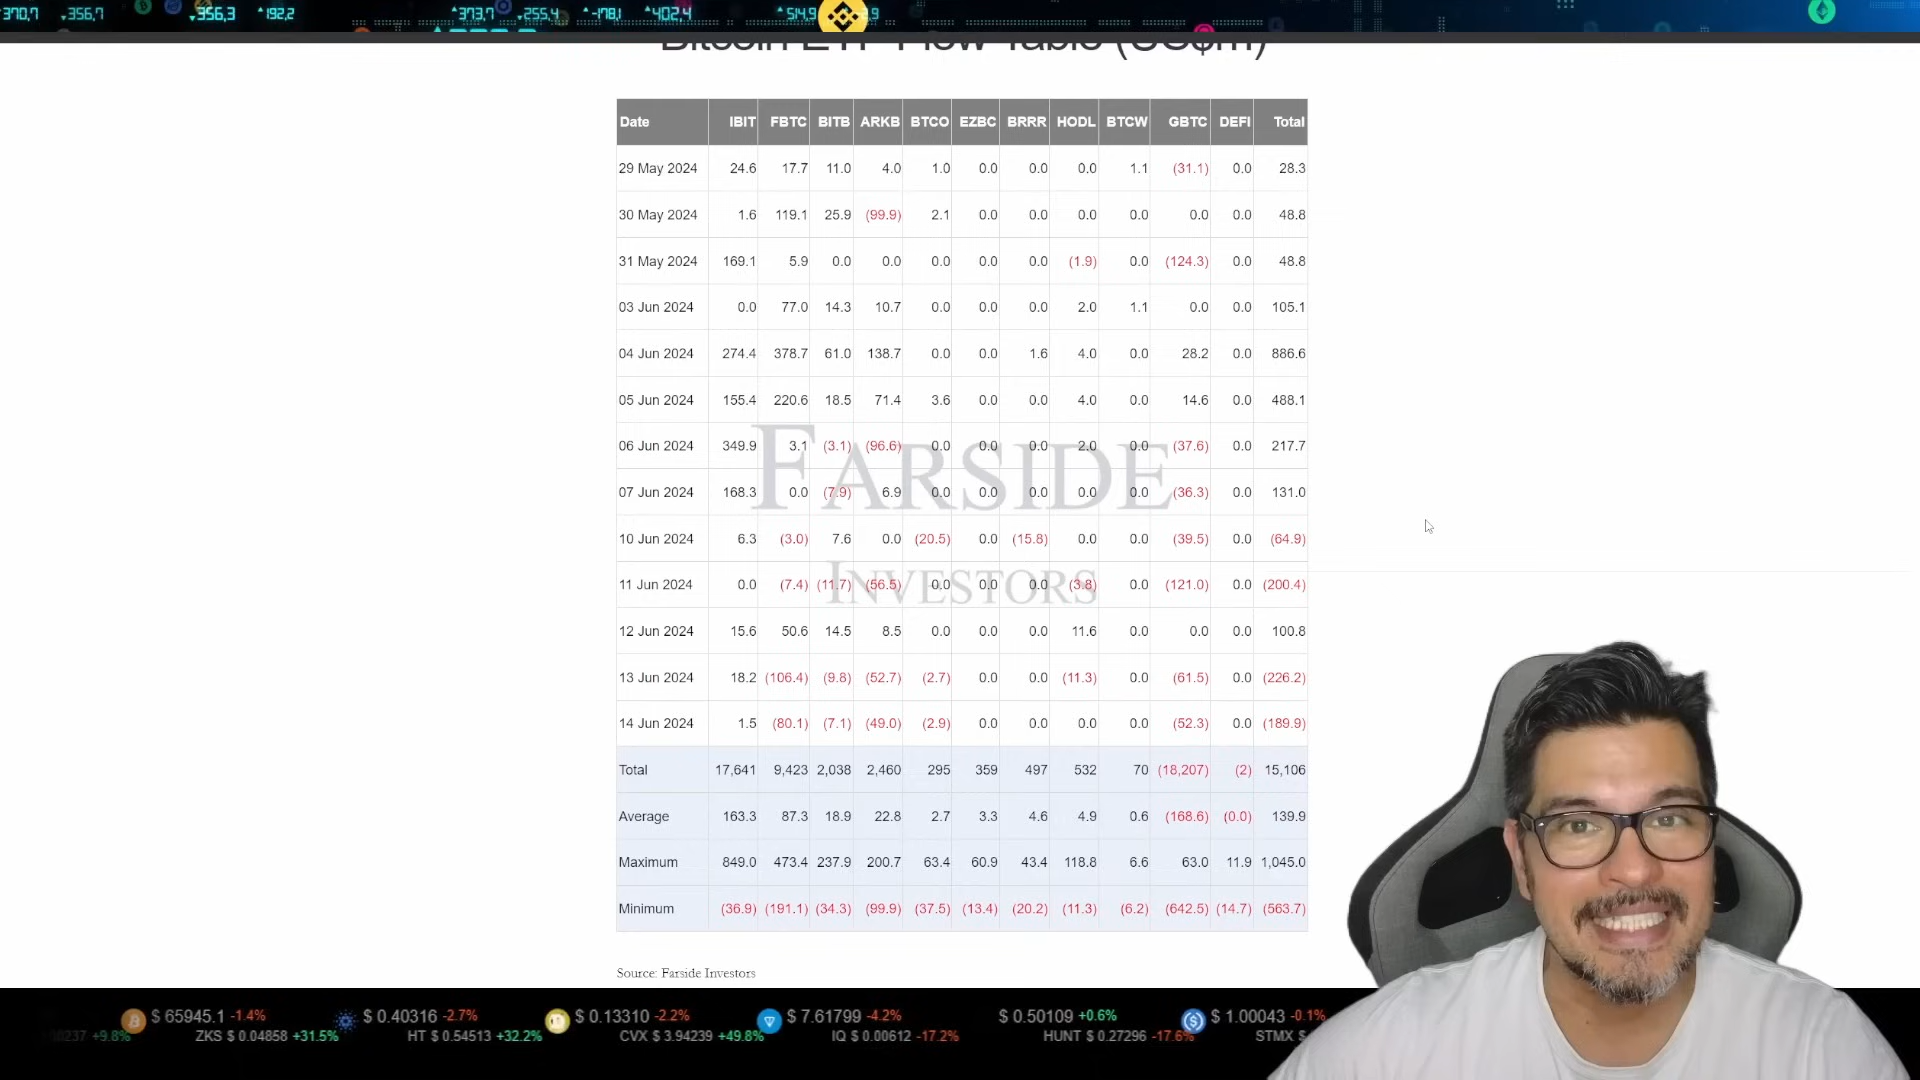 370,7 ▾356,7 ▾356,3 ▴192,2 ▴373,7 ▾255,4 ▴-178,1 ▴402,4 ▴514,9
Bitcoin ETF Flow Table (US$m)
Date IBIT FBTC BITB ARKB BTCO EZBC BRRR HODL BTCW GBTC DEFI Total
29 May 2024 24.6 17.7 11.0 4.0 1.0 0.0 0.0 0.0 1.1 (31.1) 0.0 28.3
30 May 2024 1.6 119.1 25.9 (99.9) 2.1 0.0 0.0 0.0 0.0 0.0 0.0 48.8
31 May 2024 169.1 5.9 0.0 0.0 0.0 0.0 0.0 (1.9) 0.0 (124.3) 0.0 48.8
03 Jun 2024 0.0 77.0 14.3 10.7 0.0 0.0 0.0 2.0 1.1 0.0 0.0 105.1
04 Jun 2024 274.4 378.7 61.0 138.7 0.0 0.0 1.6 4.0 0.0 28.2 0.0 886.6
05 Jun 2024 155.4 220.6 18.5 71.4 3.6 0.0 0.0 4.0 0.0 14.6 0.0 488.1
06 Jun 2024 349.9 3.1 (3.1) (96.6) 0.0 0.0 0.0 2.0 0.0 (37.6) 0.0 217.7
FARSIDE
07 Jun 2024 168.3 0.0 (7.9) 6.9 0.0 0.0 0.0 0.0 0.0 (36.3) 0.0 131.0
10 Jun 2024 6.3 (3.0) 7.6 0.0 (20.5) 0.0 (15.8) 0.0 0.0 (39.5) 0.0 (64.9)
INVESTORS
11 Jun 2024 0.0 (7.4) (11.7) (56.5) 0.0 0.0 0.0 (3.8) 0.0 (121.0) 0.0 (200.4)
12 Jun 2024 15.6 50.6 14.5 8.5 0.0 0.0 0.0 11.6 0.0 0.0 0.0 100.8
13 Jun 2024 18.2 (106.4) (9.8) (52.7) (2.7) 0.0 0.0 (11.3) 0.0 (61.5) 0.0 (226.2)
14 Jun 2024 1.5 (80.1) (7.1) (49.0) (2.9) 0.0 0.0 0.0 0.0 (52.3) 0.0 (189.9)
Total 17,641 9,423 2,038 2,460 295 359 497 532 70 (18,207) (2) 15,106
Average 163.3 87.3 18.9 22.8 2.7 3.3 4.6 4.9 0.6 (168.6) (0.0) 139.9
Maximum 849.0 473.4 237.9 200.7 63.4 60.9 43.4 118.8 6.6 63.0 11.9 1,045.0
Minimum (36.9) (191.1) (34.3) (99.9) (37.5) (13.4) (20.2) (11.3) (6.2) (642.5) (14.7) (563.7)
Source: Farside Investors
$ 65945.1 -1.4% $ 0.40316 -2.7% $ 0.13310 -2.2% $ 7.61799 -4.2% $ 0.50109 +0.6% $ 1.00043 -0.1%
00237 +9.8% ZKS $ 0.04858 +31.5% HT $ 0.54513 +32.2% CVX $ 3.94239 +49.8% IQ $ 0.00612 -17.2% HUNT $ 0.27296 -17.6% STMX $